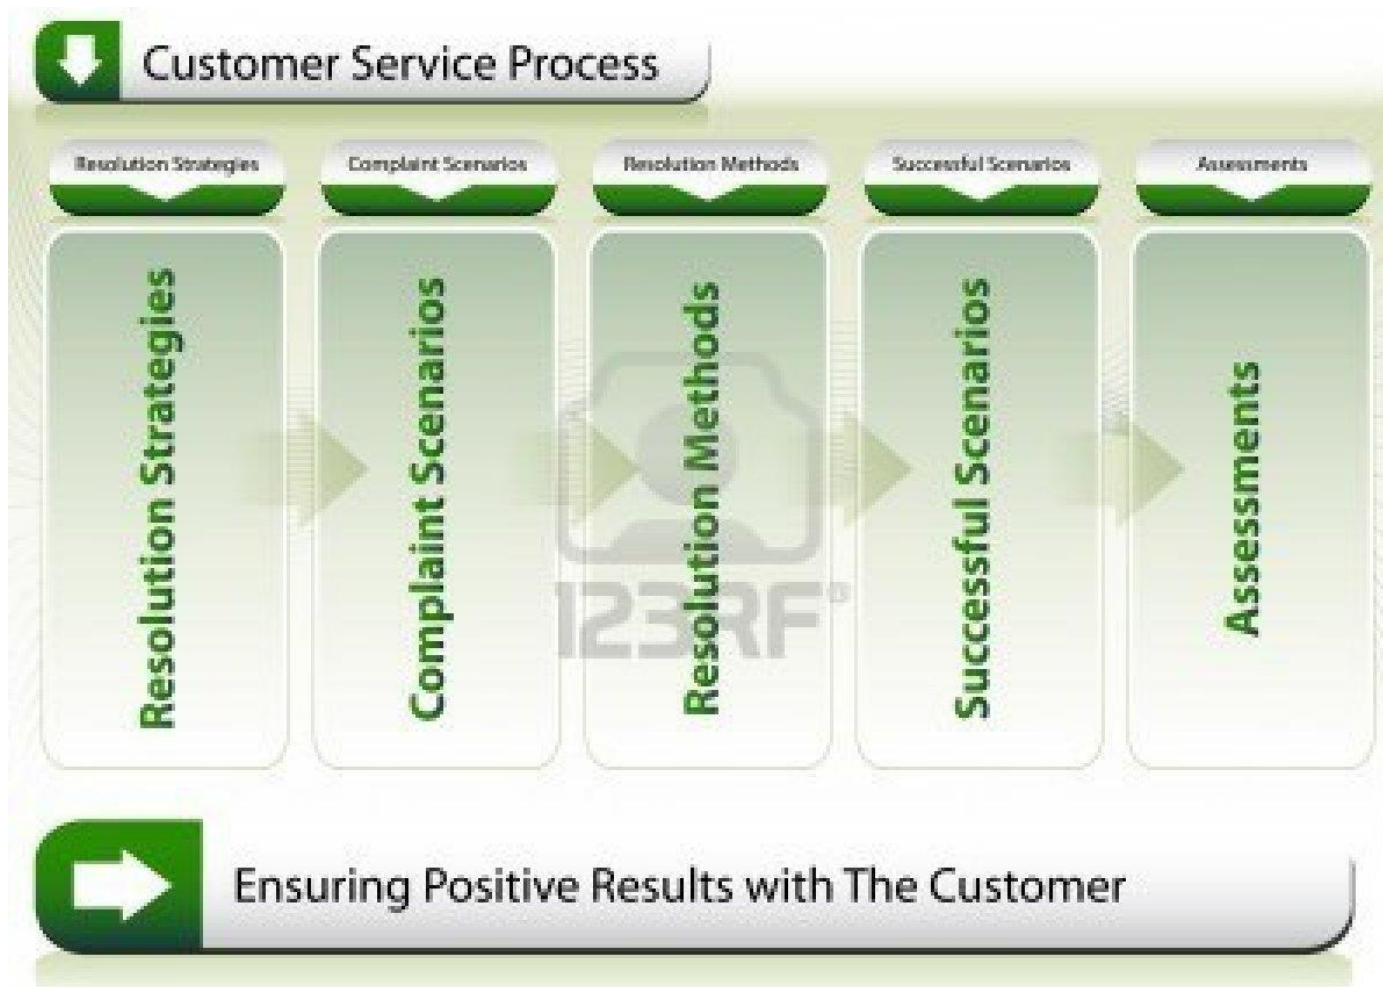 Customer Service Process
Resolution Strategies
Complaint Scenarios
Resolution Methods
Successful Scenarios
Assessments
Resolution Strategies
Complaint Scenarios
Resolution Methods
Successful Scenarios
Assessments
123RF
Ensuring Positive Results with The Customer